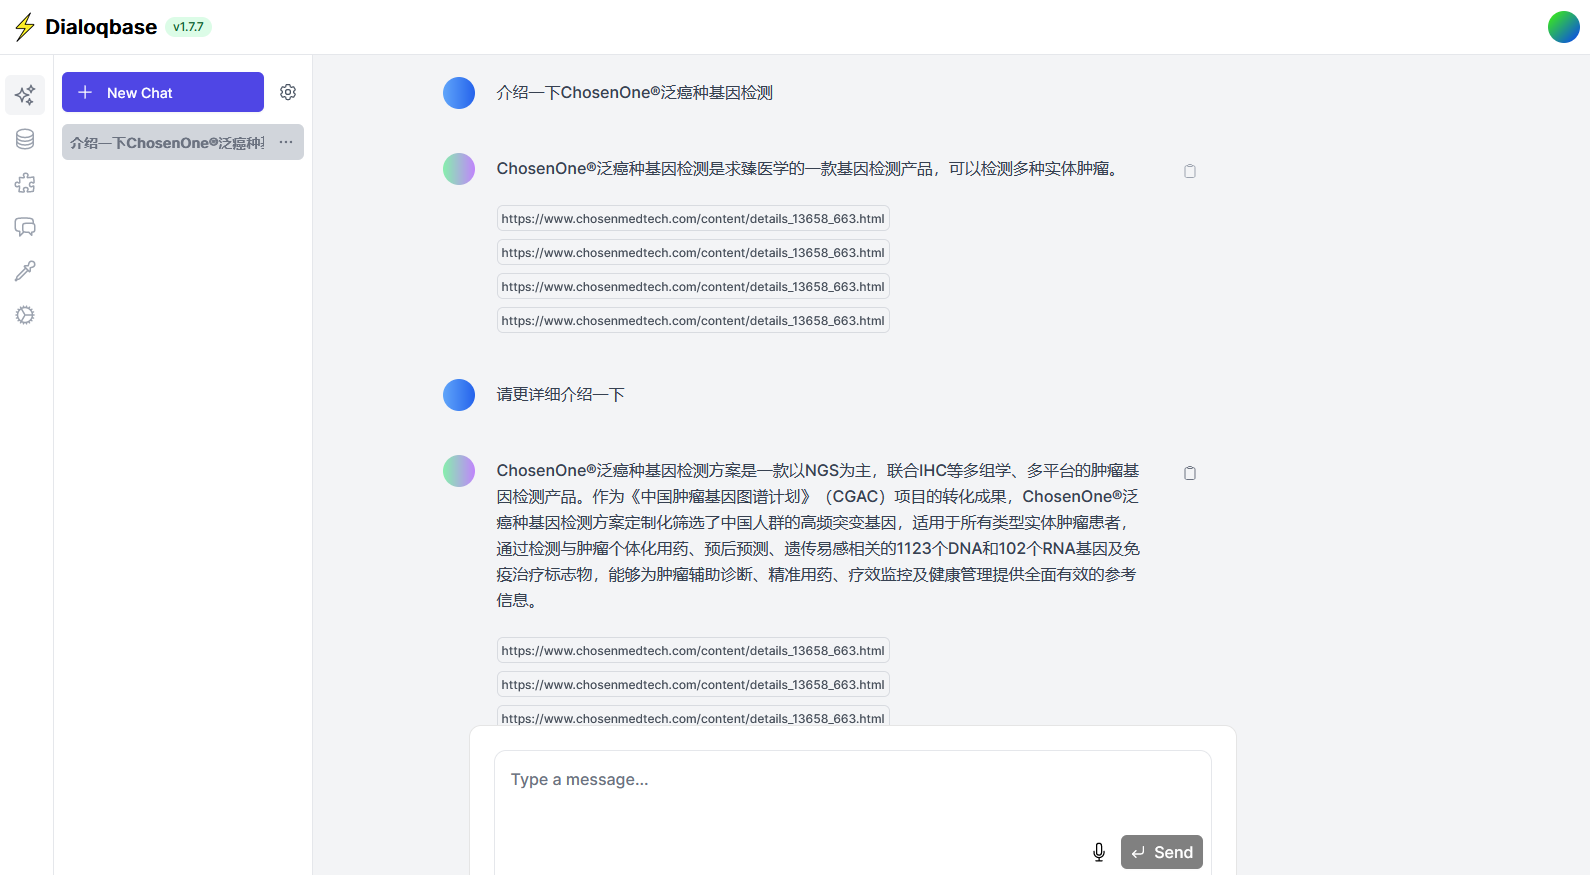 Dialoqbase v1.7.7
New Chat
介绍一下ChosenOne®泛癌种
介绍一下ChosenOne®泛癌种基因检测
ChosenOne®泛癌种基因检测是求臻医学的一款基因检测产品，可以检测多种实体肿瘤。
https://www.chosenmedtech.com/content/details_13658_663.html
https://www.chosenmedtech.com/content/details_13658_663.html
https://www.chosenmedtech.com/content/details_13658_663.html
https://www.chosenmedtech.com/content/details_13658_663.html
请更详细介绍一下
ChosenOne®泛癌种基因检测方案是一款以NGS为主，联合IHC等多组学、多平台的肿瘤基
因检测产品。作为《中国肿瘤基因图谱计划》（CGAC）项目的转化成果，ChosenOne®泛
癌种基因检测方案定制化筛选了中国人群的高频突变基因，适用于所有类型实体肿瘤患者，
通过检测与肿瘤个体化用药、预后预测、遗传易感相关的1123个DNA和102个RNA基因及免
疫治疗标志物，能够为肿瘤辅助诊断、精准用药、疗效监控及健康管理提供全面有效的参考
信息。
https://www.chosenmedtech.com/content/details_13658_663.html
https://www.chosenmedtech.com/content/details_13658_663.html
https://www.chosenmedtech.com/content/details_13658_663.html
Type a message...
Send